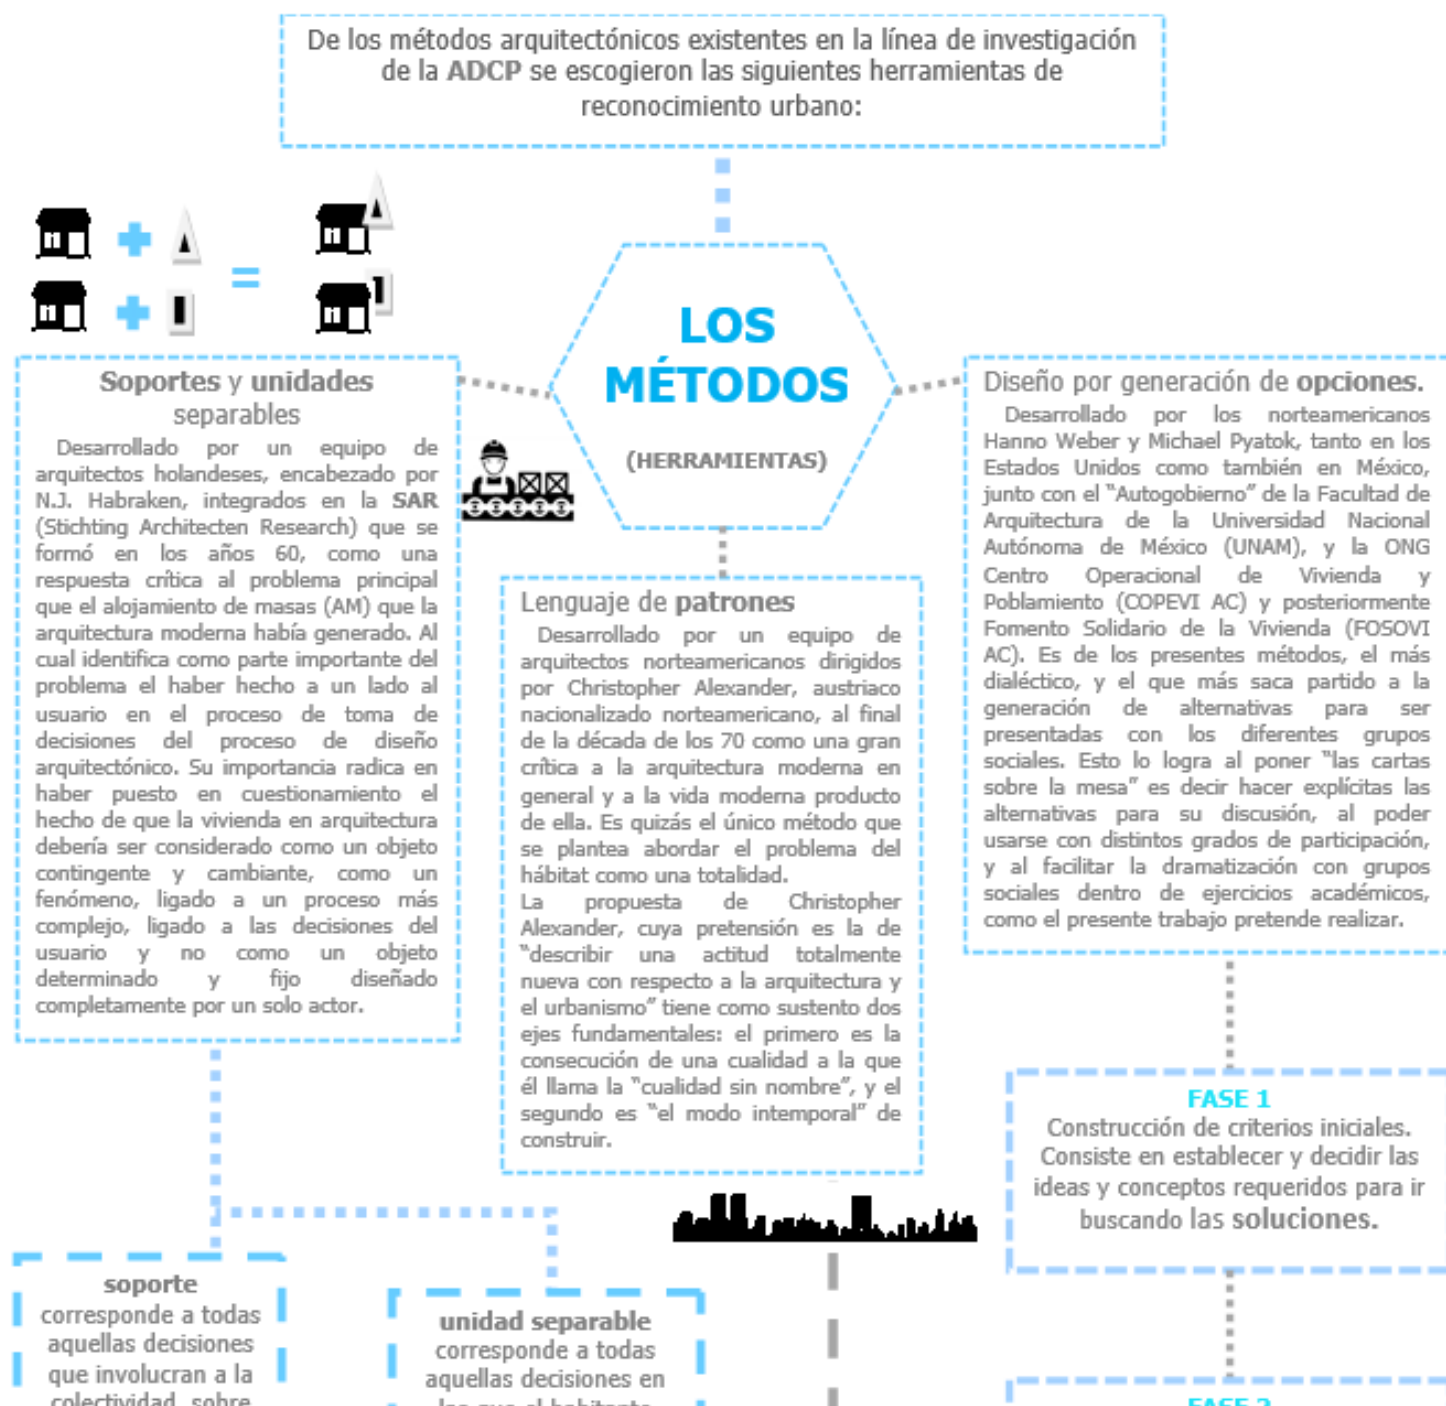 De los métodos arquitectónicos existentes en la línea de investigación
de la ADCP se escogieron las siguientes herramientas de
reconocimiento urbano:
LOS
MÉTODOS
(HERRAMIENTAS)
Soportes y unidades
separables
Desarrollado por un equipo de
arquitectos holandeses, encabezado por
N.J. Habraken, integrados en la SAR
(Stichting Architecten Research) que se
formó en los años 60, como una
respuesta crítica al problema principal
que el alojamiento de masas (AM) que la
arquitectura moderna había generado. Al
cual identifica como parte importante del
problema el haber hecho a un lado al
usuario en el proceso de toma de
decisiones del proceso de diseño
arquitectónico. Su importancia radica en
haber puesto en cuestionamiento el
hecho de que la vivienda en arquitectura
debería ser considerado como un objeto
contingente y cambiante, como un
fenómeno, ligado a un proceso más
complejo, ligado a las decisiones del
usuario y no como un objeto
determinado y fijo diseñado
completamente por un solo actor.
Lenguaje de patrones
Desarrollado por un equipo de
arquitectos norteamericanos dirigidos
por Christopher Alexander, austriaco
nacionalizado norteamericano, al final
de la década de los 70 como una gran
crítica a la arquitectura moderna en
general y a la vida moderna producto
de ella. Es quizás el único método que
se plantea abordar el problema del
hábitat como una totalidad.
La propuesta de Christopher
Alexander, cuya pretensión es la de
“describir una actitud totalmente
nueva con respecto a la arquitectura y
el urbanismo” tiene como sustento dos
ejes fundamentales: el primero es la
consecución de una cualidad a la que
él llama la “cualidad sin nombre”, y el
segundo es “el modo intemporal” de
construir.
Diseño por generación de opciones.
Desarrollado por los norteamericanos
Hanno Weber y Michael Pyatok, tanto en los
Estados Unidos como también en México,
junto con el “Autogobierno” de la Facultad de
Arquitectura de la Universidad Nacional
Autónoma de México (UNAM), y la ONG
Centro Operacional de Vivienda y
Poblamiento (COPEVI AC) y posteriormente
Fomento Solidario de la Vivienda (FOSOVI
AC). Es de los presentes métodos, el más
dialéctico, y el que más saca partido a la
generación de alternativas para ser
presentadas con los diferentes grupos
sociales. Esto lo logra al poner “las cartas
sobre la mesa” es decir hacer explícitas las
alternativas para su discusión, al poder
usarse con distintos grados de participación,
y al facilitar la dramatización con grupos
sociales dentro de ejercicios académicos,
como el presente trabajo pretende realizar.
FASE 1
Construcción de criterios iniciales.
Consiste en establecer y decidir las
ideas y conceptos requeridos para ir
buscando las soluciones.
soporte
corresponde a todas
aquellas decisiones
que involucran a la
colectividad, sobre
unidad separable
corresponde a todas
aquellas decisiones en
las que el habitante
FASE 2